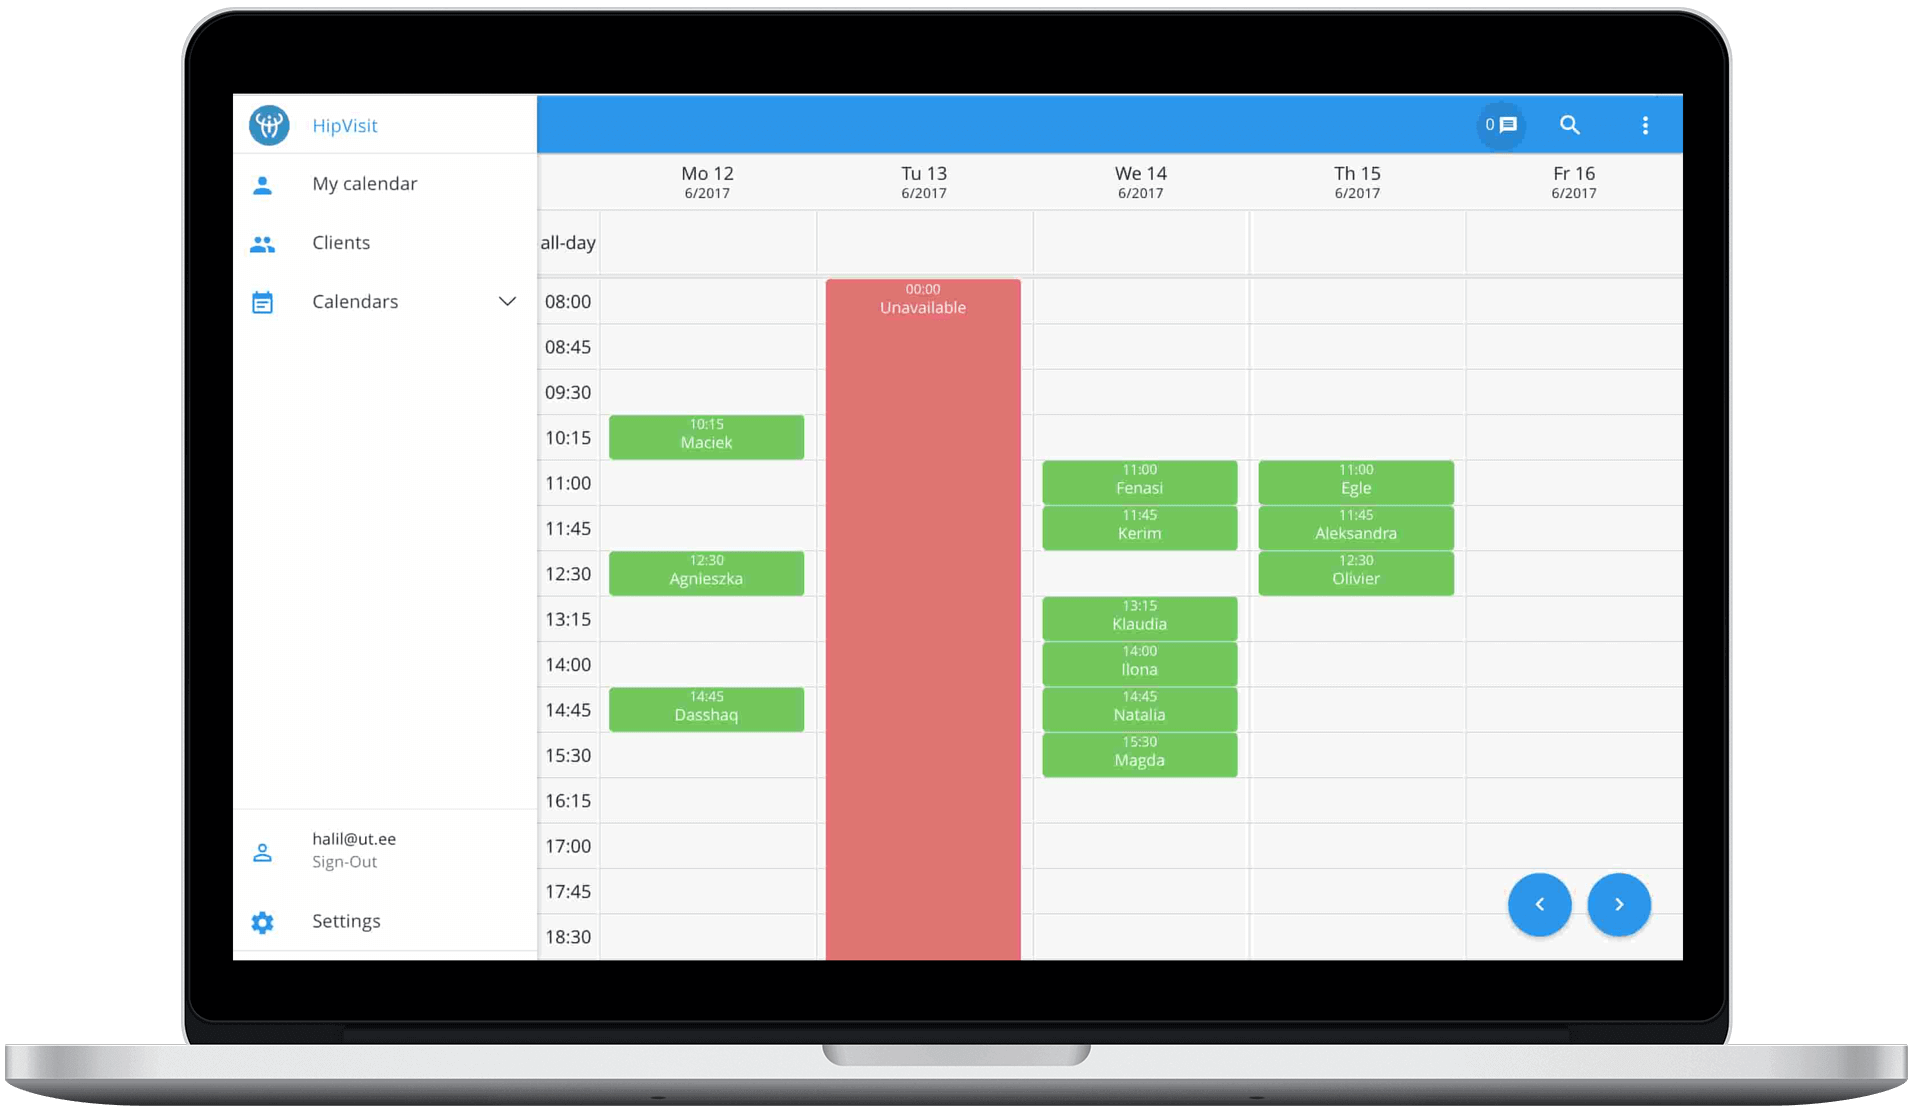 HipVisit
0
My calendar
Clients
Calendars
halil@ut.ee
Sign-Out
Settings
Mo 12
6/2017
Tu 13
6/2017
We 14
6/2017
Th 15
6/2017
Fr 16
6/2017
all-day
08:00
08:45
09:30
10:15
11:00
11:45
12:30
13:15
14:00
14:45
15:30
16:15
17:00
17:45
18:30
10:15
Maciek
12:30
Agnieszka
14:45
Dasshaq
00:00
Unavailable
11:00
Fenasi
11:45
Kerim
13:15
Klaudia
14:00
Ilona
14:45
Natalia
15:30
Magda
11:00
Egle
11:45
Aleksandra
12:30
Olivier